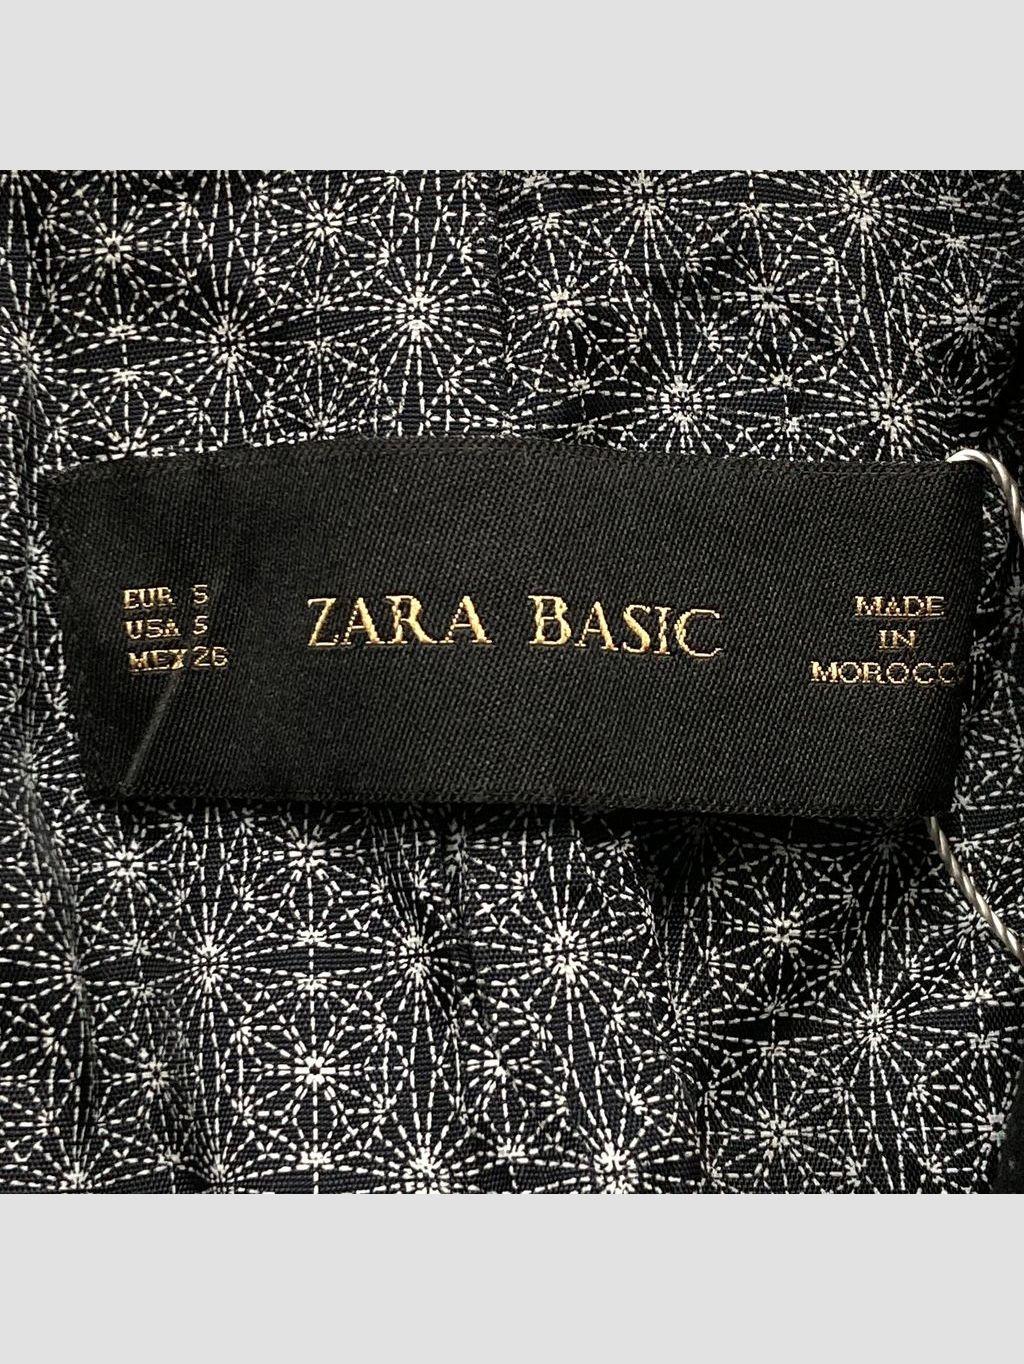 EUR S
USA S
MEX 26
ZARA BASIC
MADE
IN
MOROCCO